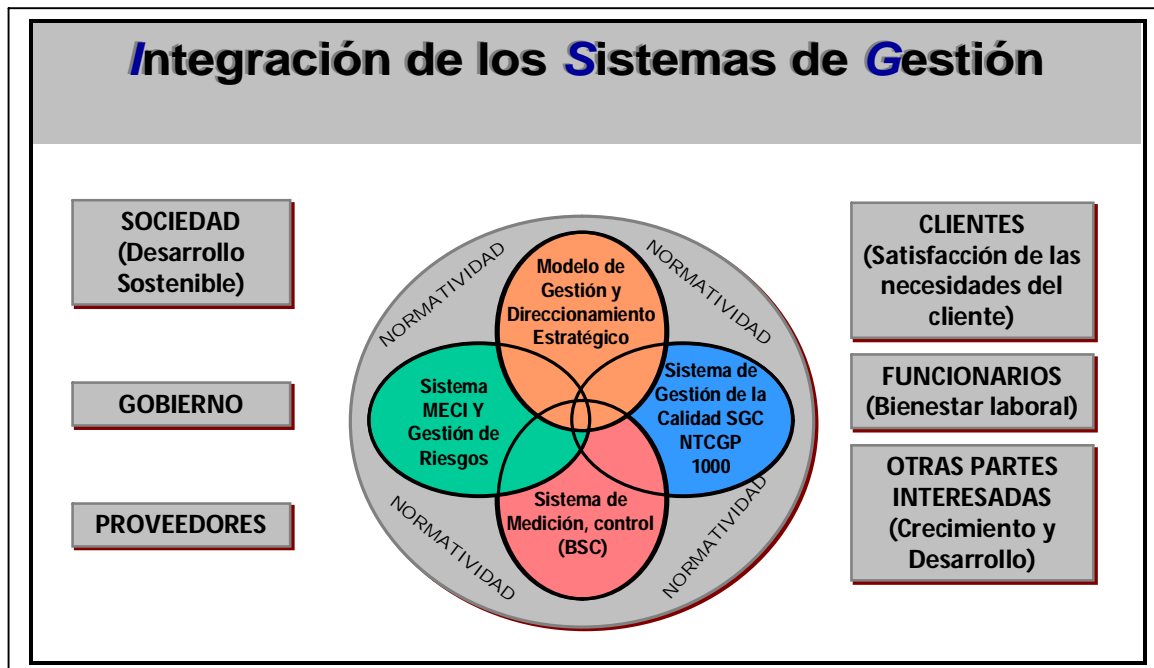 Integración de los Sistemas de Gestión
SOCIEDAD
(Desarrollo
Sostenible)
GOBIERNO
PROVEEDORES
NORMATIVIDAD
NORMATIVIDAD
Modelo de
Gestión y
Direccionamiento
Estratégico
Sistema
MECI Y
Gestión de
Riesgos
Sistema de
Gestión de la
Calidad SGC
NTCGP
1000
Sistema de
Medición, control
(BSC)
NORMATIVIDAD
NORMATIVIDAD
CLIENTES
(Satisfacción de las
necesidades del
cliente)
FUNCIONARIOS
(Bienestar laboral)
OTRAS PARTES
INTERESADAS
(Crecimiento y
Desarrollo)